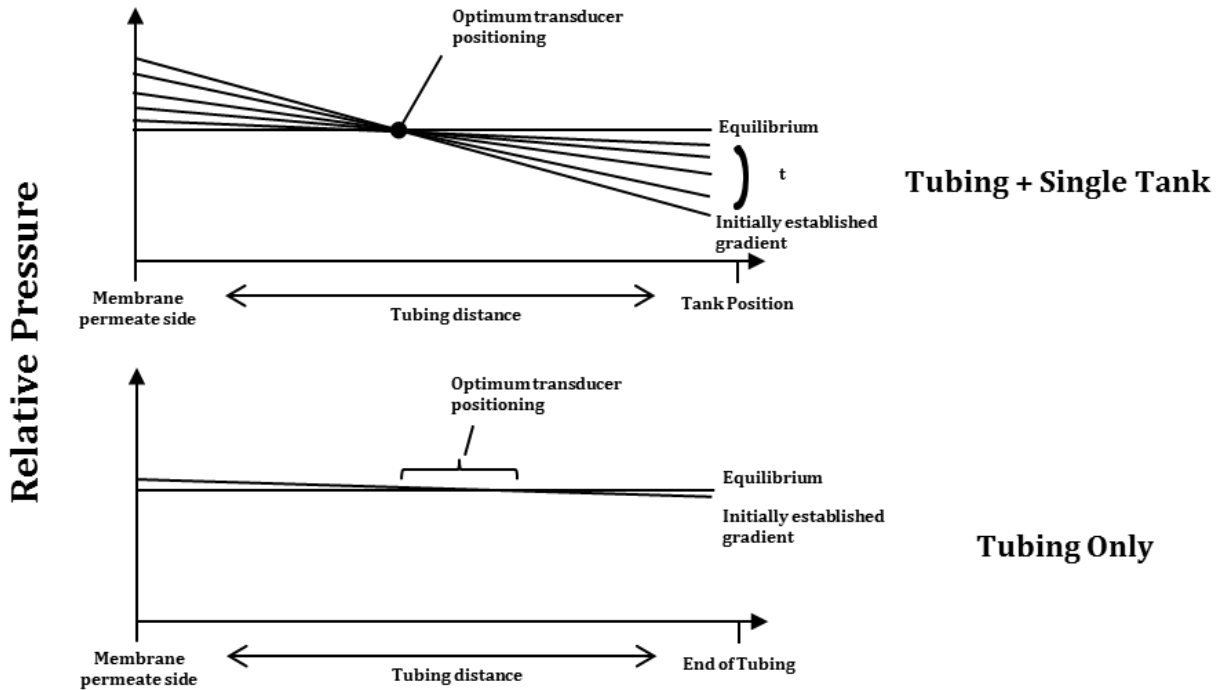 Relative Pressure
Optimum transducer
positioning
Equilibrium
t
Initially established
gradient
Tubing + Single Tank
Membrane
permeate side
Tubing distance
Tank Position
Optimum transducer
positioning
Equilibrium
Initially established
gradient
Tubing Only
Membrane
permeate side
Tubing distance
End of Tubing